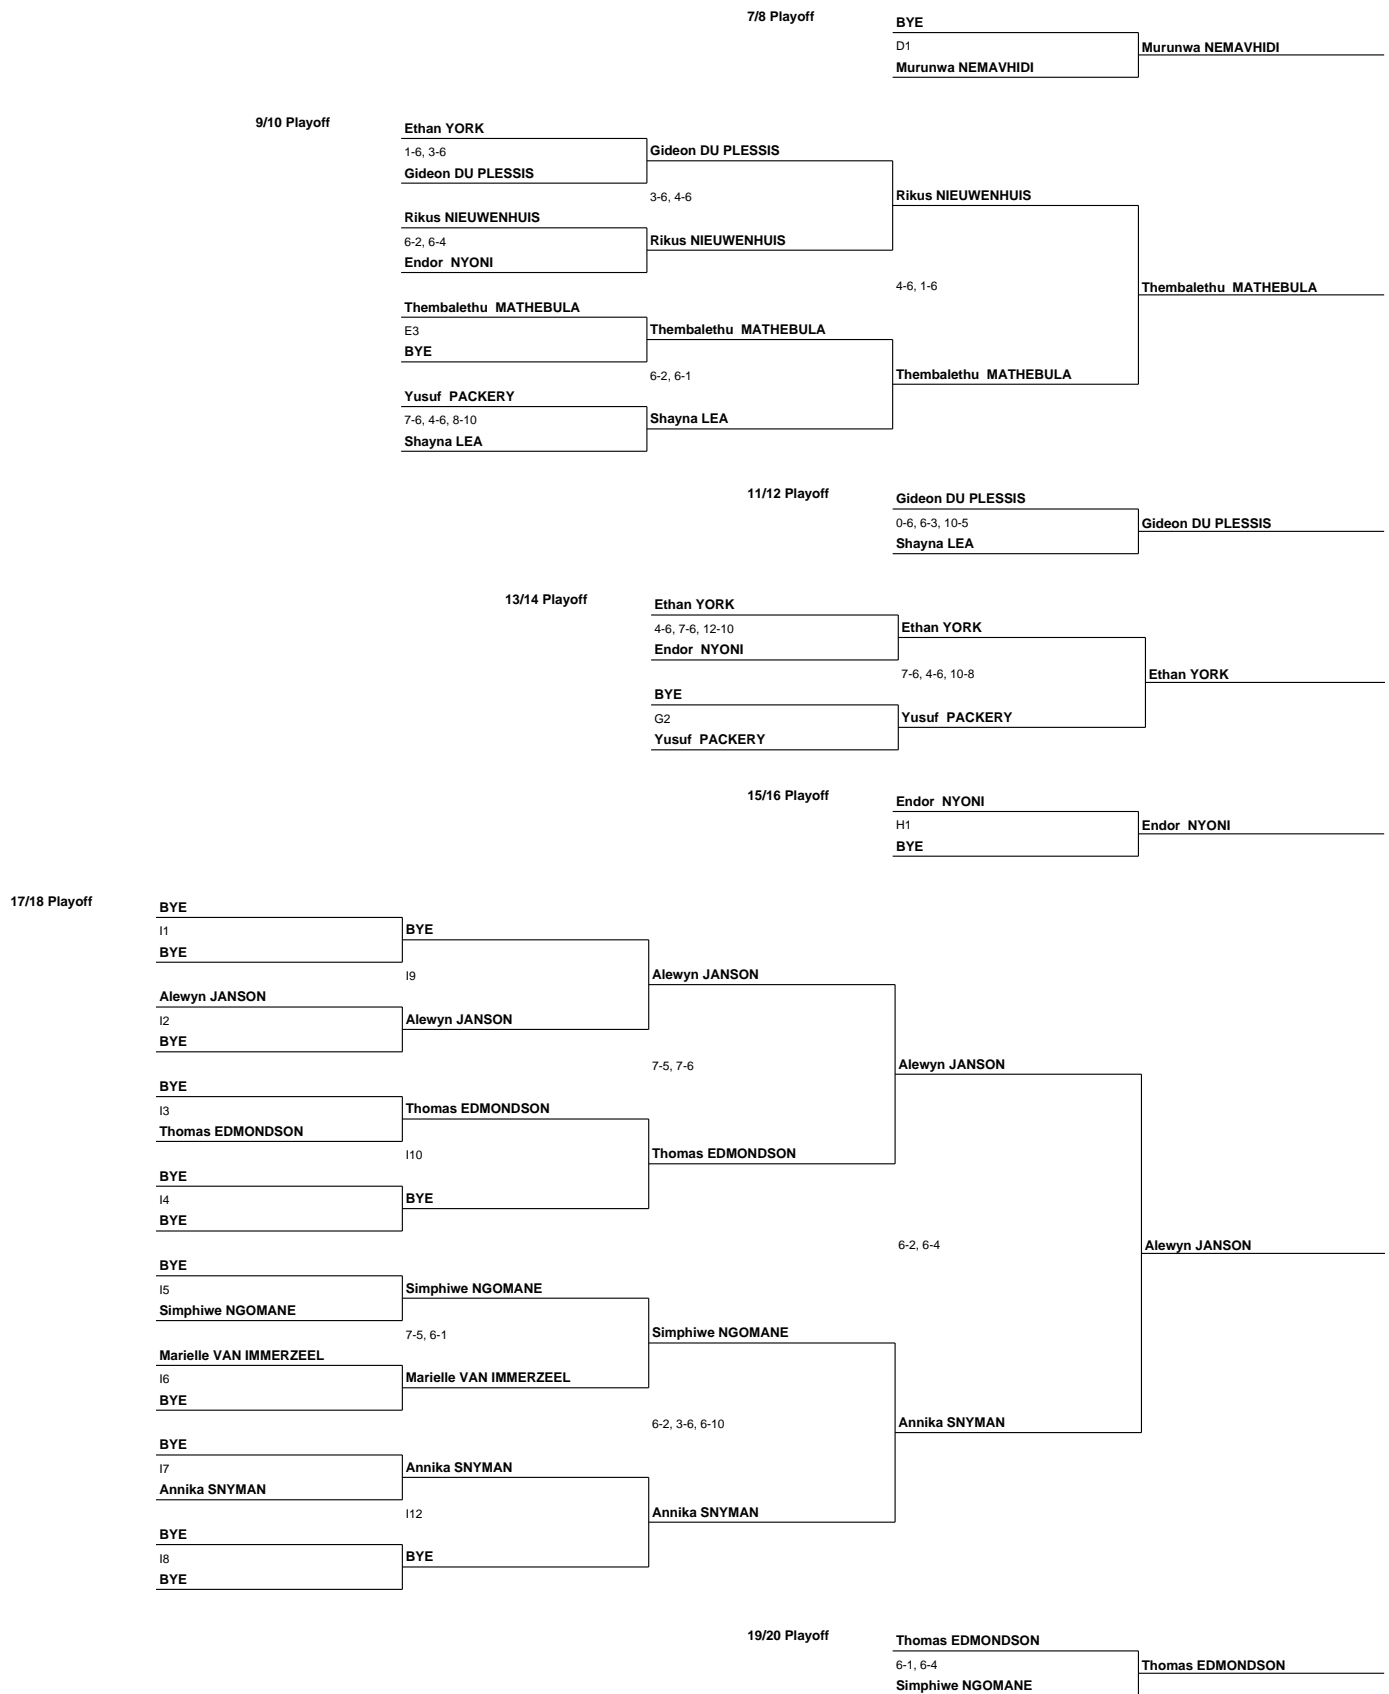 7/8 Playoff
BYE
D1
Murunwa NEMAVHIDI
Murunwa NEMAVHIDI
9/10 Playoff
Ethan YORK
1-6, 3-6
Gideon DU PLESSIS
Gideon DU PLESSIS
3-6, 4-6
Rikus NIEUWENHUIS
Rikus NIEUWENHUIS
6-2, 6-4
Rikus NIEUWENHUIS
Endor NYONI
4-6, 1-6
Thembalethu MATHEBULA
Thembalethu MATHEBULA
E3
Thembalethu MATHEBULA
BYE
6-2, 6-1
Thembalethu MATHEBULA
Yusuf PACKERY
7-6, 4-6, 8-10
Shayna LEA
Shayna LEA
11/12 Playoff
Gideon DU PLESSIS
0-6, 6-3, 10-5
Gideon DU PLESSIS
Shayna LEA
13/14 Playoff
Ethan YORK
4-6, 7-6, 12-10
Ethan YORK
Endor NYONI
7-6, 4-6, 10-8
Ethan YORK
BYE
G2
Yusuf PACKERY
Yusuf PACKERY
15/16 Playoff
Endor NYONI
H1
Endor NYONI
BYE
17/18 Playoff
BYE
I1
BYE
BYE
I9
Alewyn JANSON
Alewyn JANSON
I2
Alewyn JANSON
BYE
7-5, 7-6
Alewyn JANSON
BYE
I3
Thomas EDMONDSON
Thomas EDMONDSON
I10
Thomas EDMONDSON
BYE
I4
BYE
BYE
6-2, 6-4
Alewyn JANSON
BYE
I5
Simphiwe NGOMANE
Simphiwe NGOMANE
7-5, 6-1
Simphiwe NGOMANE
Marielle VAN IMMERZEEL
I6
Marielle VAN IMMERZEEL
BYE
6-2, 3-6, 6-10
Annika SNYMAN
BYE
I7
Annika SNYMAN
Annika SNYMAN
I12
Annika SNYMAN
BYE
I8
BYE
BYE
19/20 Playoff
Thomas EDMONDSON
6-1, 6-4
Thomas EDMONDSON
Simphiwe NGOMANE